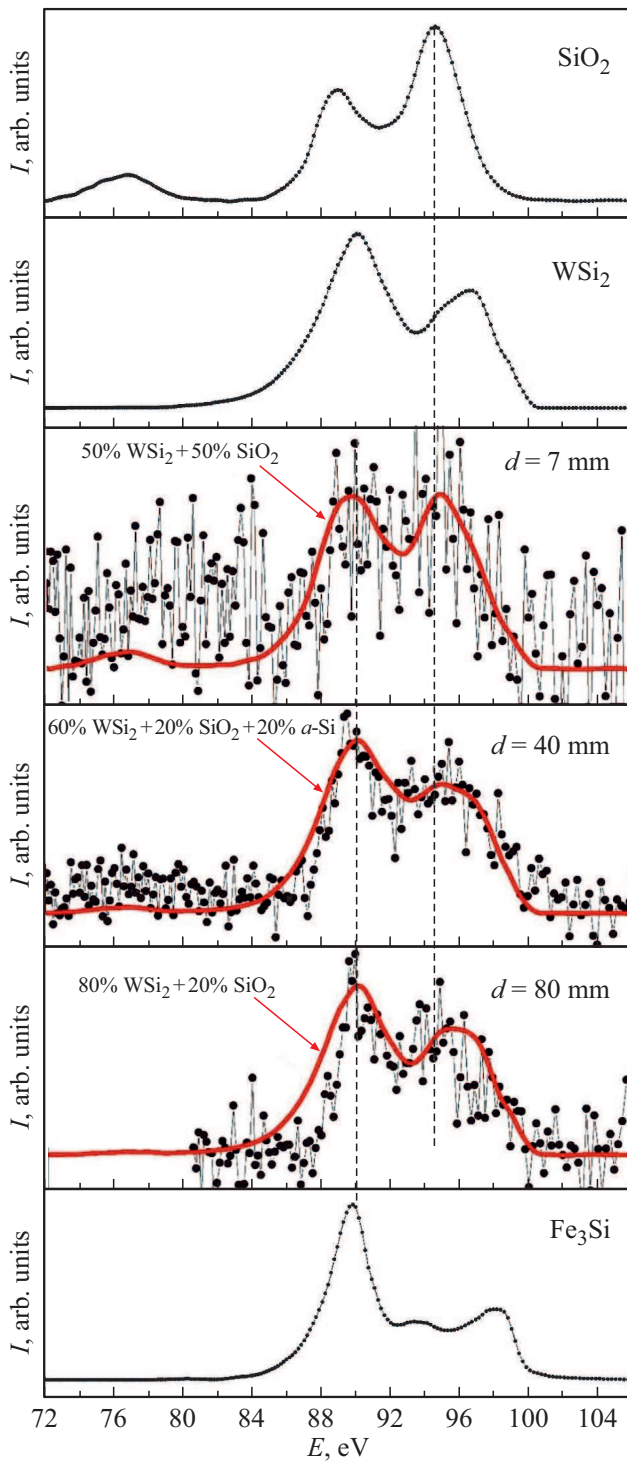 I, arb. units
SiO₂
I, arb. units
WSi₂
I, arb. units
50% WSi₂ + 50% SiO₂
d = 7 mm
I, arb. units
60% WSi₂ + 20% SiO₂ + 20% a-Si
d = 40 mm
I, arb. units
80% WSi₂ + 20% SiO₂
d = 80 mm
I, arb. units
Fe₃Si
72 76 80 84 88 92 96 100 104
E, eV